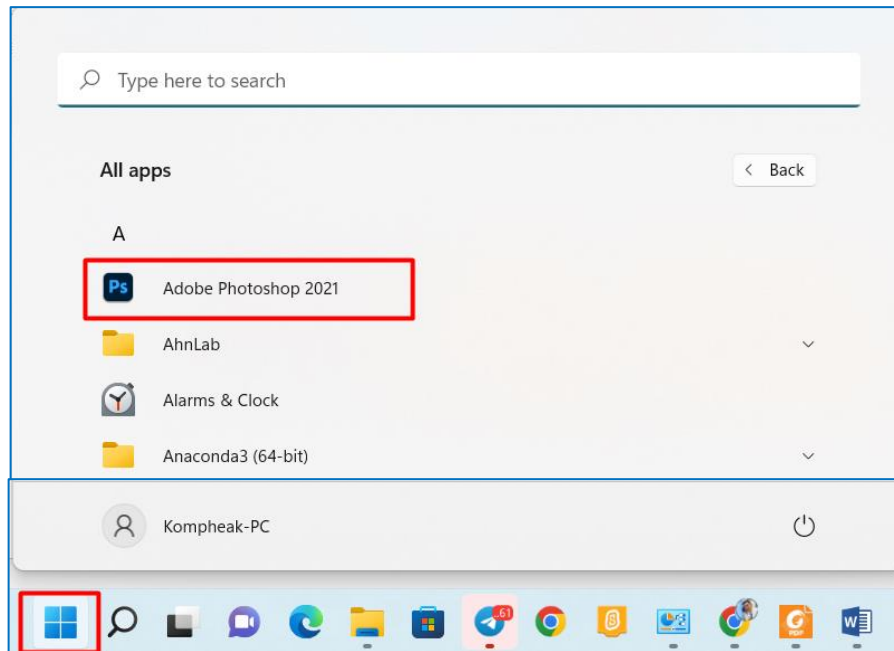 Type here to search
All apps
Back
A
Ps Adobe Photoshop 2021
AhnLab
Alarms & Clock
Anaconda3 (64-bit)
Kompheak-PC
61
G PDF
W